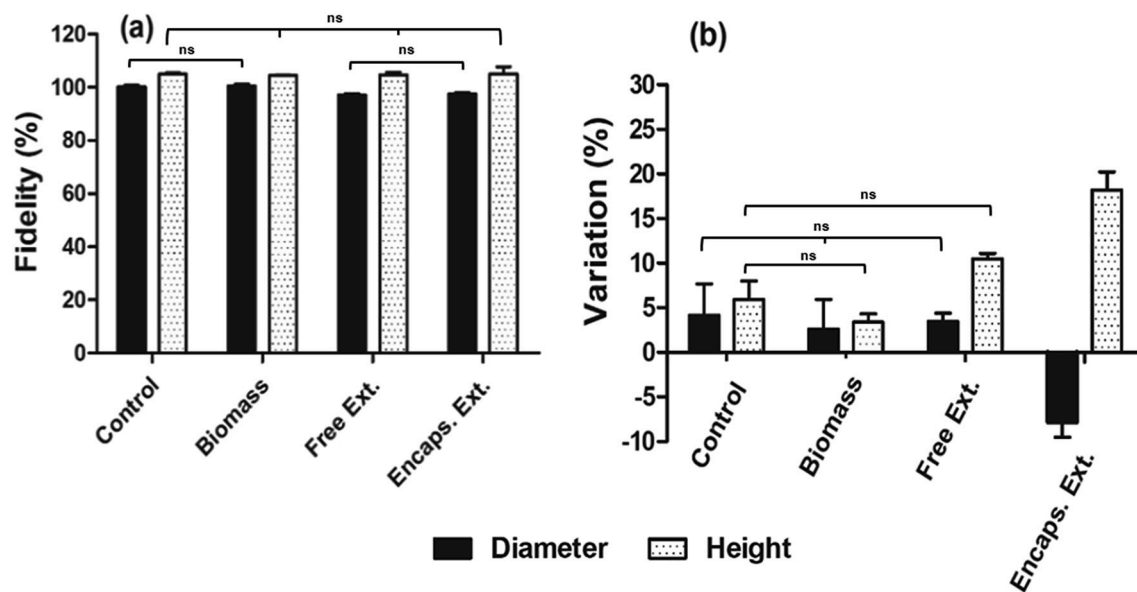 (a)
ns
ns
ns
Fidelity (%)
120
100
80
60
40
20
0
Control
Biomass
Free Ext.
Encaps. Ext.
(b)
ns
ns
ns
Variation (%)
30
25
20
15
10
5
0
-5
-10
Control
Biomass
Free Ext.
Encaps. Ext.
Diameter
Height